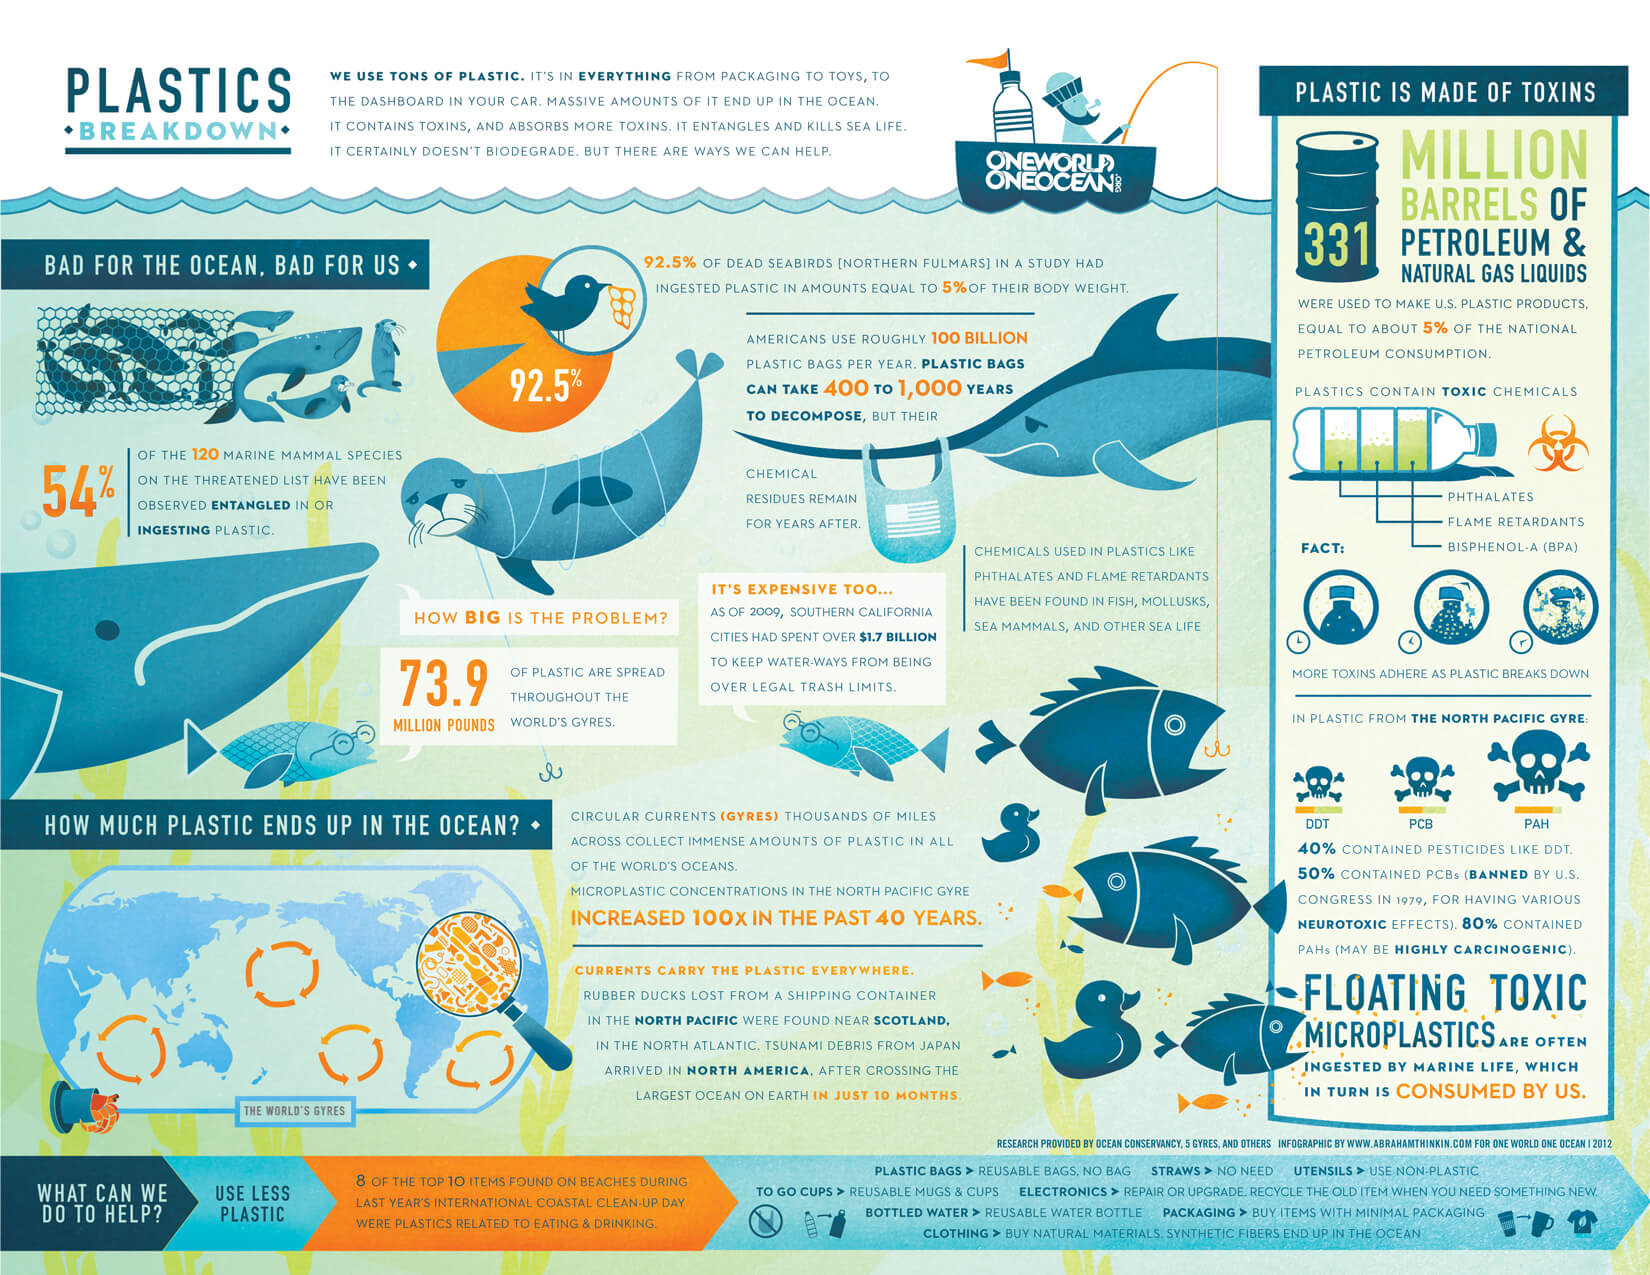 PLASTICS
BREAKDOWN
WE USE TONS OF PLASTIC. IT'S IN EVERYTHING FROM PACKAGING TO TOYS, TO
THE DASHBOARD IN YOUR CAR. MASSIVE AMOUNTS OF IT END UP IN THE OCEAN.
IT CONTAINS TOXINS, AND ABSORBS MORE TOXINS. IT ENTANGLES AND KILLS SEA LIFE.
IT CERTAINLY DOESN'T BIODEGRADE. BUT THERE ARE WAYS WE CAN HELP.
ONEWORLD
ONEOCEAN.ORG
BAD FOR THE OCEAN, BAD FOR US
54%
OF THE 120 MARINE MAMMAL SPECIES
ON THE THREATENED LIST HAVE BEEN
OBSERVED ENTANGLED IN OR
INGESTING PLASTIC.
92.5%
92.5% OF DEAD SEABIRDS [NORTHERN FULMARS] IN A STUDY HAD
INGESTED PLASTIC IN AMOUNTS EQUAL TO 5% OF THEIR BODY WEIGHT.
AMERICANS USE ROUGHLY 100 BILLION
PLASTIC BAGS PER YEAR. PLASTIC BAGS
CAN TAKE 400 TO 1,000 YEARS
TO DECOMPOSE, BUT THEIR
CHEMICAL
RESIDUES REMAIN
FOR YEARS AFTER.
CHEMICALS USED IN PLASTICS LIKE
PHTHALATES AND FLAME RETARDANTS
HAVE BEEN FOUND IN FISH, MOLLUSKS,
SEA MAMMALS, AND OTHER SEA LIFE
HOW BIG IS THE PROBLEM?
73.9
MILLION POUNDS
OF PLASTIC ARE SPREAD
THROUGHOUT THE
WORLD'S GYRES.
IT'S EXPENSIVE TOO...
AS OF 2009, SOUTHERN CALIFORNIA
CITIES HAD SPENT OVER $1.7 BILLION
TO KEEP WATER-WAYS FROM BEING
OVER LEGAL TRASH LIMITS.
HOW MUCH PLASTIC ENDS UP IN THE OCEAN?
THE WORLD'S GYRES
CIRCULAR CURRENTS (GYRES) THOUSANDS OF MILES
ACROSS COLLECT IMMENSE AMOUNTS OF PLASTIC IN ALL
OF THE WORLD'S OCEANS.
MICROPLASTIC CONCENTRATIONS IN THE NORTH PACIFIC GYRE
INCREASED 100X IN THE PAST 40 YEARS.
CURRENTS CARRY THE PLASTIC EVERYWHERE.
RUBBER DUCKS LOST FROM A SHIPPING CONTAINER
IN THE NORTH PACIFIC WERE FOUND NEAR SCOTLAND,
IN THE NORTH ATLANTIC. TSUNAMI DEBRIS FROM JAPAN
ARRIVED IN NORTH AMERICA, AFTER CROSSING THE
LARGEST OCEAN ON EARTH IN JUST 10 MONTHS.
PLASTIC IS MADE OF TOXINS
331
MILLION
BARRELS OF
PETROLEUM &
NATURAL GAS LIQUIDS
WERE USED TO MAKE U.S. PLASTIC PRODUCTS,
EQUAL TO ABOUT 5% OF THE NATIONAL
PETROLEUM CONSUMPTION.
PLASTICS CONTAIN TOXIC CHEMICALS
PHTHALATES
FLAME RETARDANTS
BISPHENOL-A (BPA)
FACT:
MORE TOXINS ADHERE AS PLASTIC BREAKS DOWN
IN PLASTIC FROM THE NORTH PACIFIC GYRE:
DDT
PCB
PAH
40% CONTAINED PESTICIDES LIKE DDT.
50% CONTAINED PCBs (BANNED BY U.S.
CONGRESS IN 1979, FOR HAVING VARIOUS
NEUROTOXIC EFFECTS). 80% CONTAINED
PAHs (MAY BE HIGHLY CARCINOGENIC).
FLOATING TOXIC
MICROPLASTICS ARE OFTEN
INGESTED BY MARINE LIFE, WHICH
IN TURN IS CONSUMED BY US.
RESEARCH PROVIDED BY OCEAN CONSERVANCY, 5 GYRES, AND OTHERS INFOGRAPHIC BY WWW.ABRAHAMTHINKIN.COM FOR ONE WORLD ONE OCEAN | 2012
WHAT CAN WE
DO TO HELP?
USE LESS
PLASTIC
8 OF THE TOP 10 ITEMS FOUND ON BEACHES DURING
LAST YEAR'S INTERNATIONAL COASTAL CLEAN-UP DAY
WERE PLASTICS RELATED TO EATING & DRINKING.
PLASTIC BAGS > REUSABLE BAGS, NO BAG STRAWS > NO NEED UTENSILS > USE NON-PLASTIC
TO GO CUPS > REUSABLE MUGS & CUPS ELECTRONICS > REPAIR OR UPGRADE. RECYCLE THE OLD ITEM WHEN YOU NEED SOMETHING NEW.
BOTTLED WATER > REUSABLE WATER BOTTLE PACKAGING > BUY ITEMS WITH MINIMAL PACKAGING
CLOTHING > BUY NATURAL MATERIALS. SYNTHETIC FIBERS END UP IN THE OCEAN